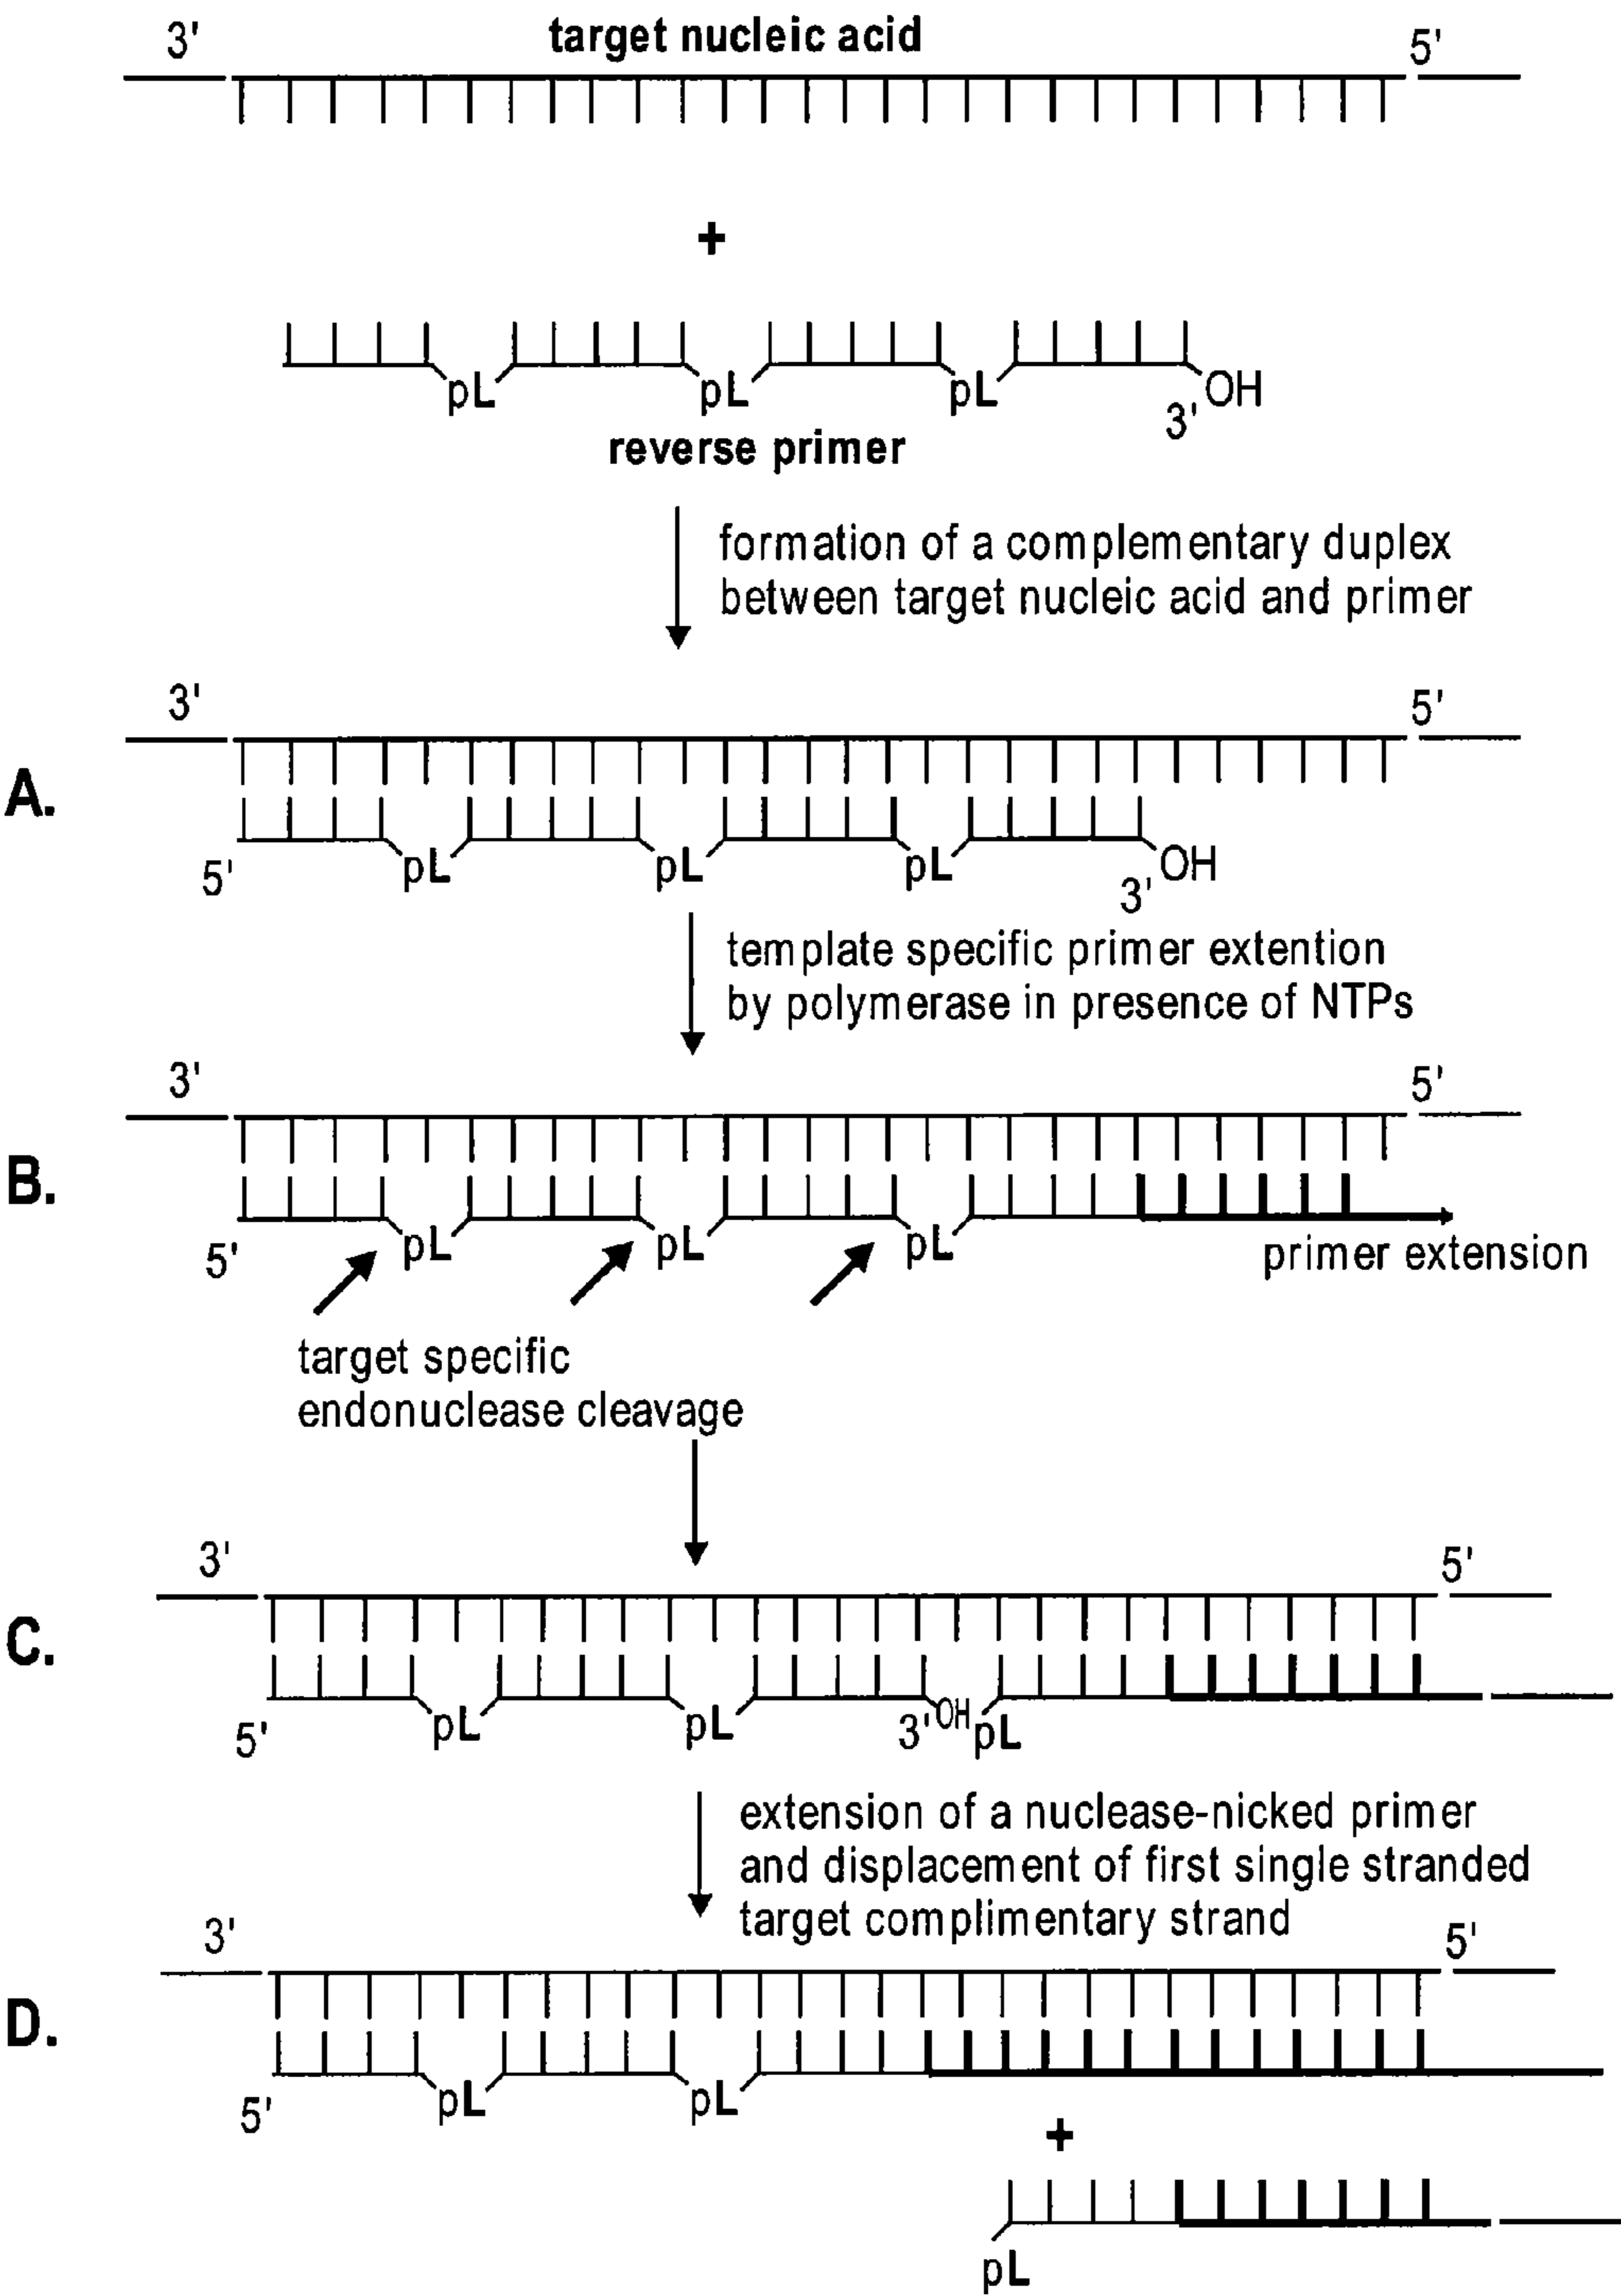 target nucleic acid
3' 5'
+
pL pL pL OH
3'
reverse primer
formation of a complementary duplex
between target nucleic acid and primer
3' 5'
A.
5' pL pL pL OH
3'
template specific primer extention
by polymerase in presence of NTPs
3' 5'
B.
5' pL pL pL
primer extension
target specific
endonuclease cleavage
3' 5'
C.
5' pL pL 3'OH pL
extension of a nuclease-nicked primer
and displacement of first single stranded
target complimentary strand
3' 5'
D.
5' pL pL
+
pL